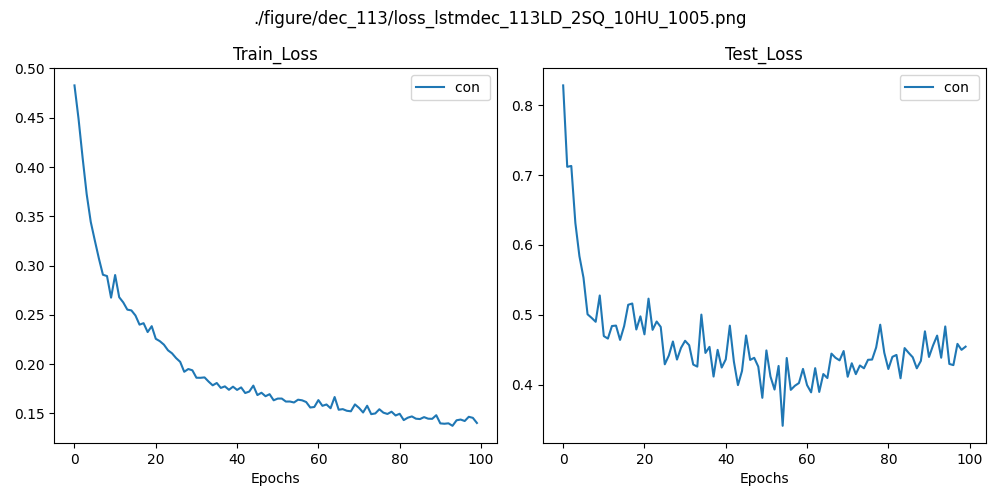 ./figure/dec_113/loss_lstmdec_113LD_2SQ_10HU_1005.png
Train_Loss
con
0.50
0.45
0.40
0.35
0.30
0.25
0.20
0.15
0 20 40 60 80 100
Epochs
Test_Loss
con
0.8
0.7
0.6
0.5
0.4
0 20 40 60 80 100
Epochs